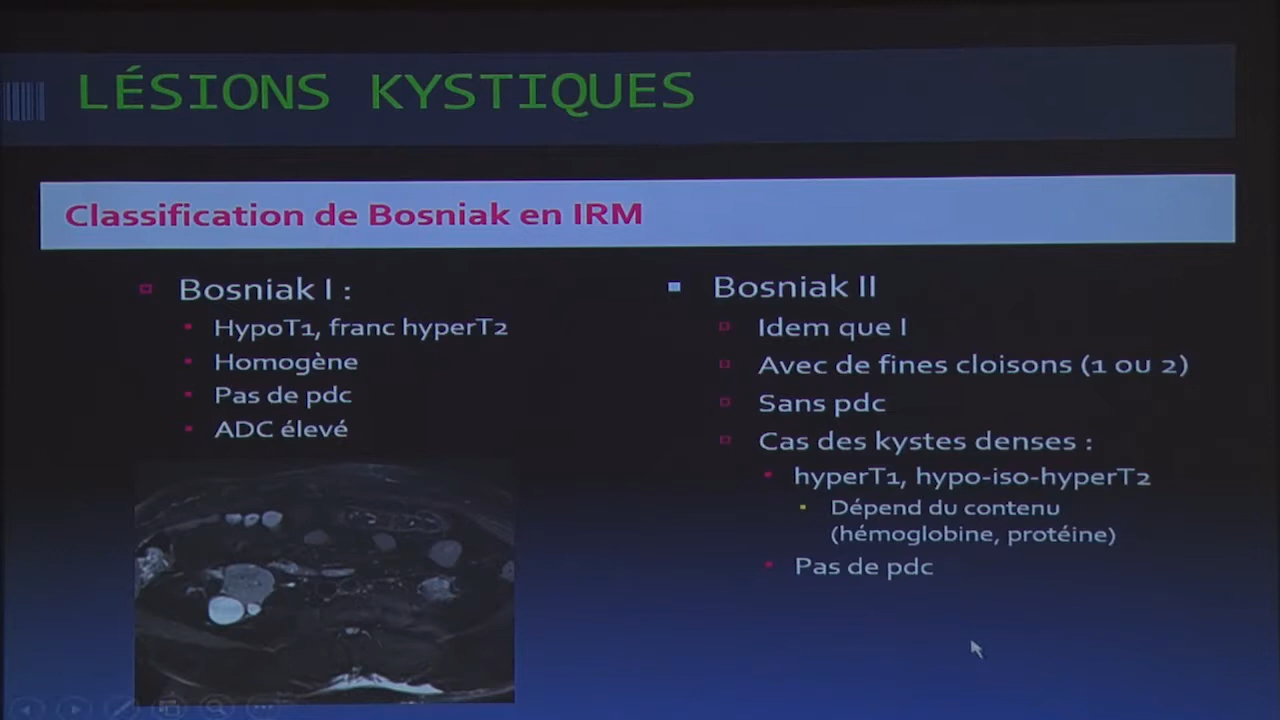 LÉSIONS KYSTIQUES
Classification de Bosniak en IRM
Bosniak I :
HypoT1, franc hyperT2
Homogène
Pas de pdc
ADC élevé
Bosniak II
Idem que I
Avec de fines cloisons (1 ou 2)
Sans pdc
Cas des kystes denses :
hyperT1, hypo-iso-hyperT2
Dépend du contenu
(hémoglobine, protéine)
Pas de pdc